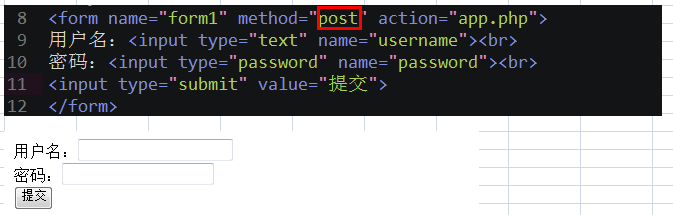 8 <form name="form1" method="post" action="app.php">
9 用户名：<input type="text" name="username"><br>
10 密码：<input type="password" name="password"><br>
11 <input type="submit" value="提交">
12 </form>
用户名：
密码：
提交